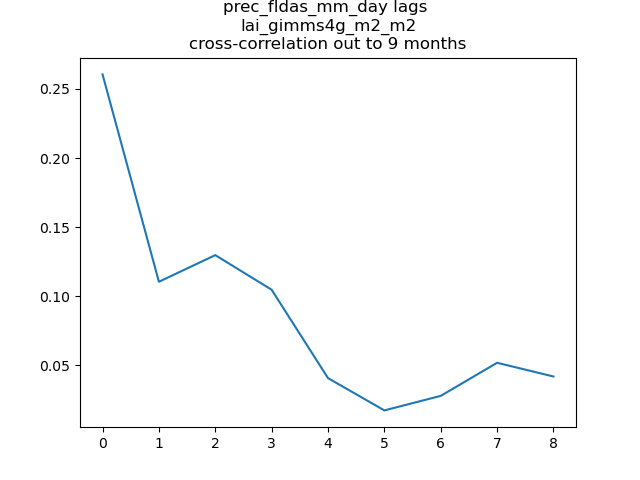 prec_fldas_mm_day lags
lai_gimms4g_m2_m2
cross-correlation out to 9 months
0.25
0.20
0.15
0.10
0.05
0 1 2 3 4 5 6 7 8